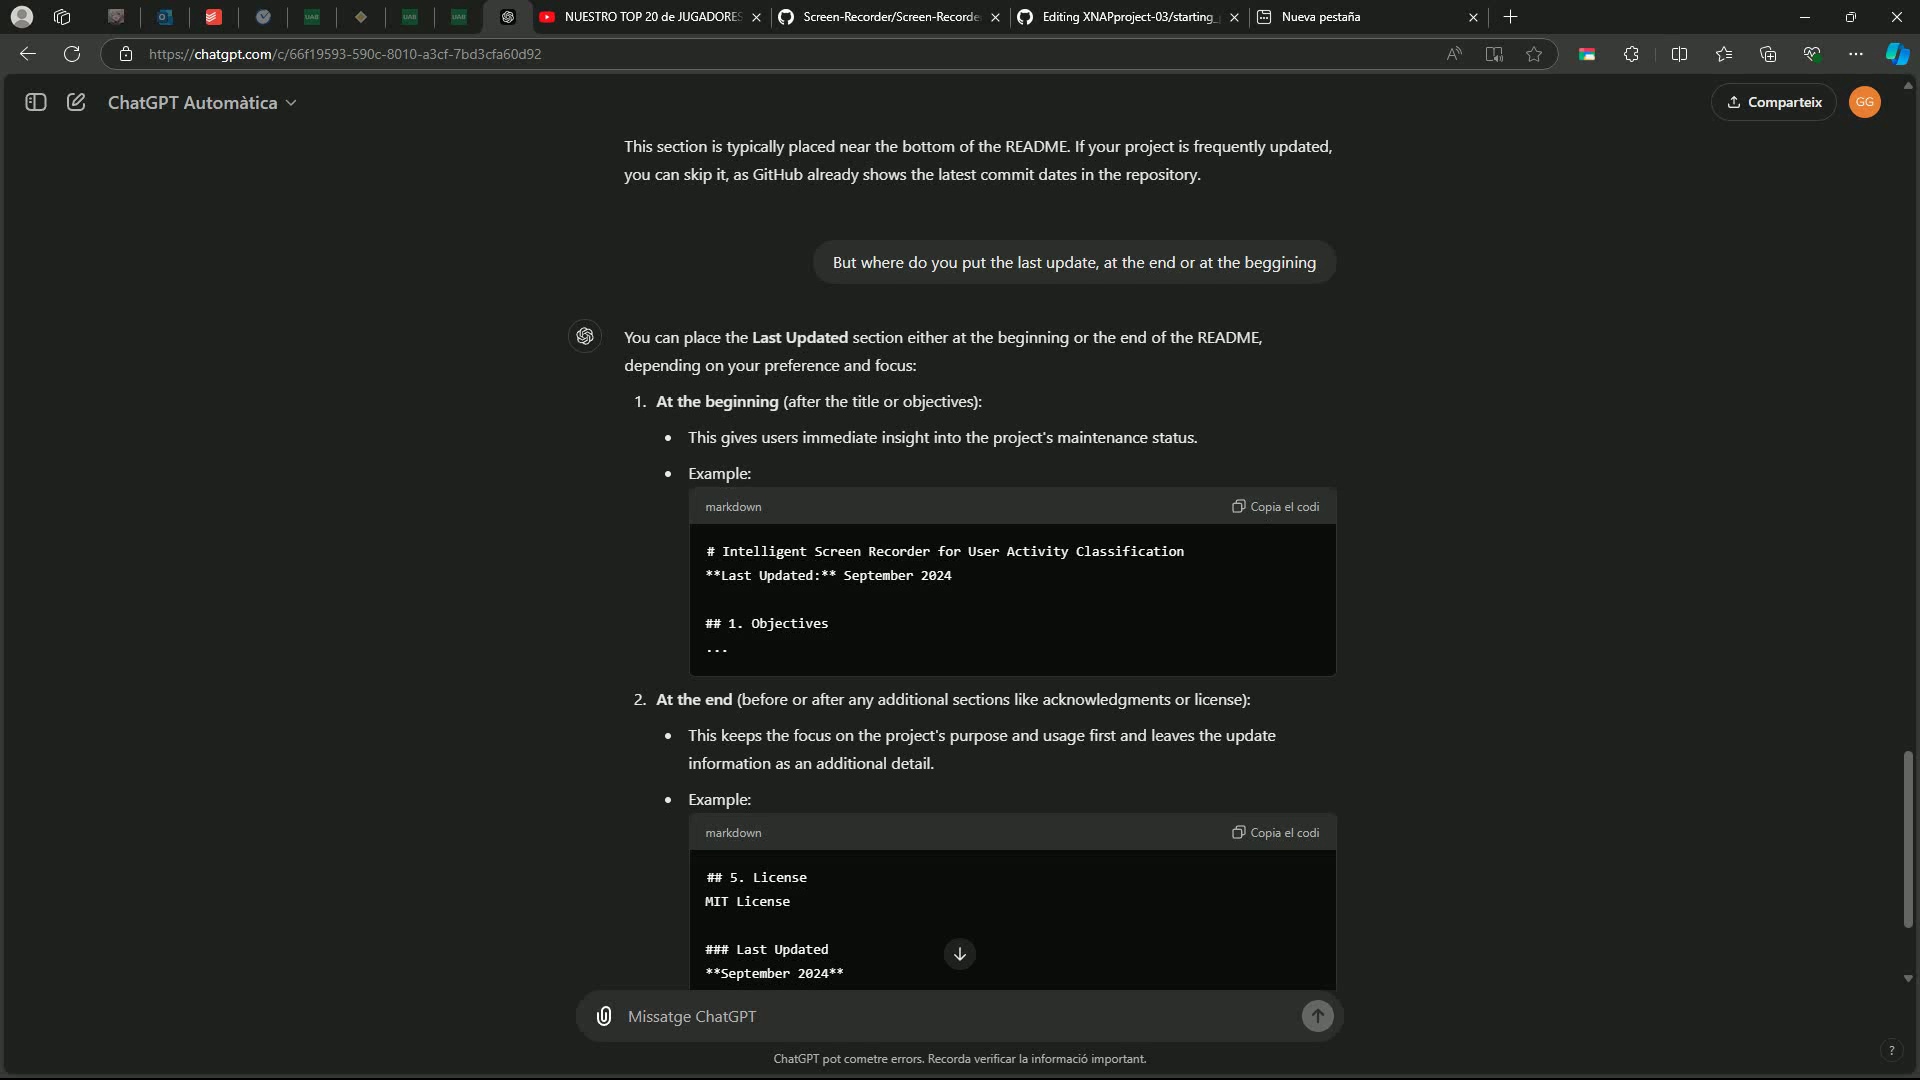 NUESTRO TOP 20 de JUGADORES
Screen-Recorder/Screen-Recorde
Editing XNAPproject-03/starting_
Nueva pestaña
https://chatgpt.com/c/66f19593-590c-8010-a3cf-7bd3cfa60d92
ChatGPT Automàtica
Comparteix
GG
This section is typically placed near the bottom of the README. If your project is frequently updated,
you can skip it, as GitHub already shows the latest commit dates in the repository.
But where do you put the last update, at the end or at the beggining
You can place the Last Updated section either at the beginning or the end of the README,
depending on your preference and focus:
1. At the beginning (after the title or objectives):
• This gives users immediate insight into the project's maintenance status.
• Example:
markdown
Copia el codi
# Intelligent Screen Recorder for User Activity Classification
**Last Updated:** September 2024
## 1. Objectives
...
2. At the end (before or after any additional sections like acknowledgments or license):
• This keeps the focus on the project's purpose and usage first and leaves the update
information as an additional detail.
• Example:
markdown
Copia el codi
## 5. License
MIT License
### Last Updated
**September 2024**
Missatge ChatGPT
ChatGPT pot cometre errors. Recorda verificar la informació important.
?